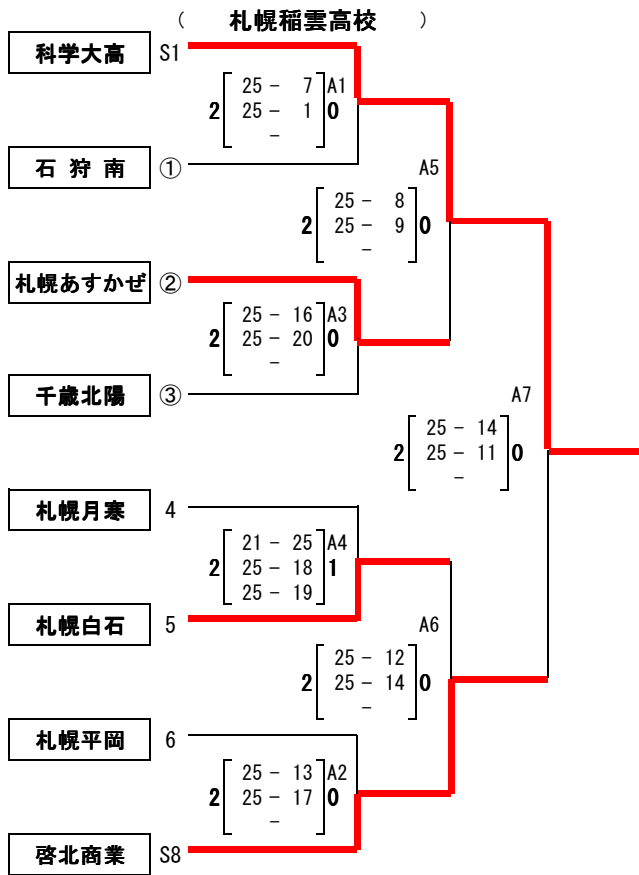 （ 札幌稲雲高校 ）
科学大高 S1
2 25 － 7 A1
25 － 1 0
－
石 狩 南 ①
A5
25 － 8
2 25 － 9 0
－
札幌あすかぜ ②
25 － 16 A3
2 25 － 20 0
－
千歳北陽 ③
A7
25 － 14
2 25 － 11 0
－
札幌月寒 4
21 － 25 A4
2 25 － 18 1
25 － 19
札幌白石 5
A6
25 － 12
2 25 － 14 0
－
札幌平岡 6
25 － 13 A2
2 25 － 17 0
－
啓北商業 S8